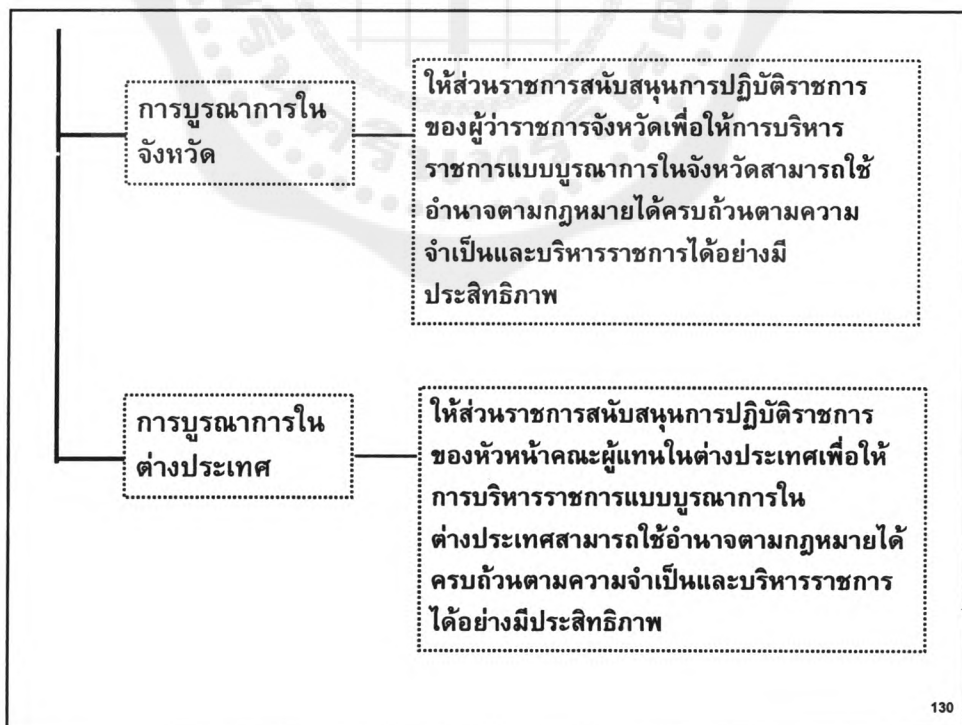 การบูรณาการใน
จังหวัด
ให้ส่วนราชการสนับสนุนการปฏิบัติราชการ
ของผู้ว่าราชการจังหวัดเพื่อให้การบริหาร
ราชการแบบบูรณาการในจังหวัดสามารถใช้
อำนาจตามกฎหมายได้ครบถ้วนตามความ
จำเป็นและบริหารราชการได้อย่างมี
ประสิทธิภาพ
การบูรณาการใน
ต่างประเทศ
ให้ส่วนราชการสนับสนุนการปฏิบัติราชการ
ของหัวหน้าคณะผู้แทนในต่างประเทศเพื่อให้
การบริหารราชการแบบบูรณาการใน
ต่างประเทศสามารถใช้อำนาจตามกฎหมายได้
ครบถ้วนตามความจำเป็นและบริหารราชการ
ได้อย่างมีประสิทธิภาพ
130